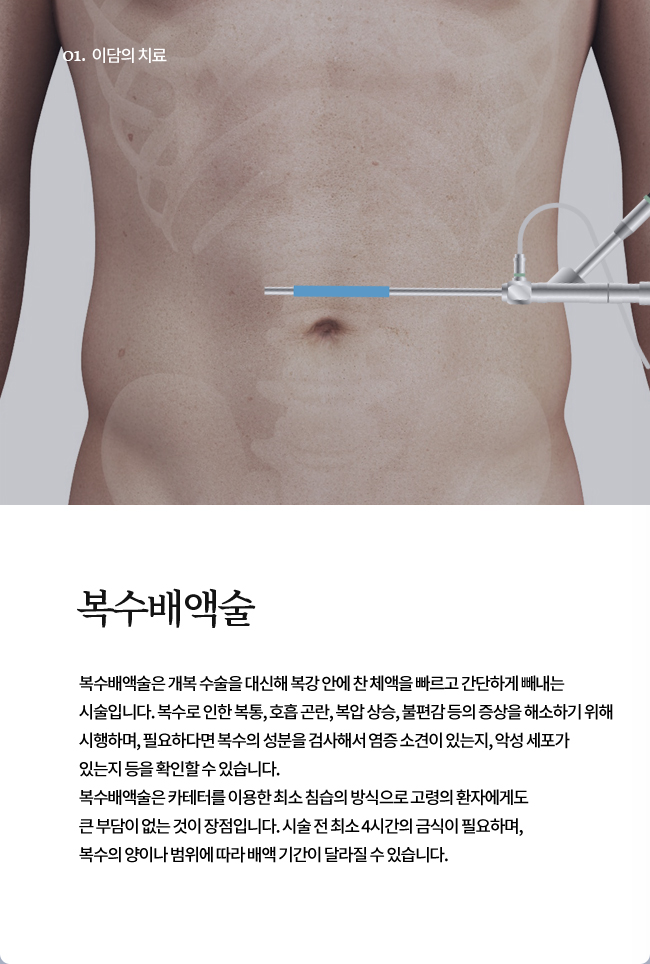 01. 이담의 치료
복수배액술
복수배액술은 개복 수술을 대신해 복강 안에 찬 체액을 빠르고 간단하게 빼내는
시술입니다. 복수로 인한 복통, 호흡 곤란, 복압 상승, 불편감 등의 증상을 해소하기 위해
시행하며, 필요하다면 복수의 성분을 검사해서 염증 소견이 있는지, 악성 세포가
있는지 등을 확인할 수 있습니다.
복수배액술은 카테터를 이용한 최소 침습의 방식으로 고령의 환자에게도
큰 부담이 없는 것이 장점입니다. 시술 전 최소 4시간의 금식이 필요하며,
복수의 양이나 범위에 따라 배액 기간이 달라질 수 있습니다.